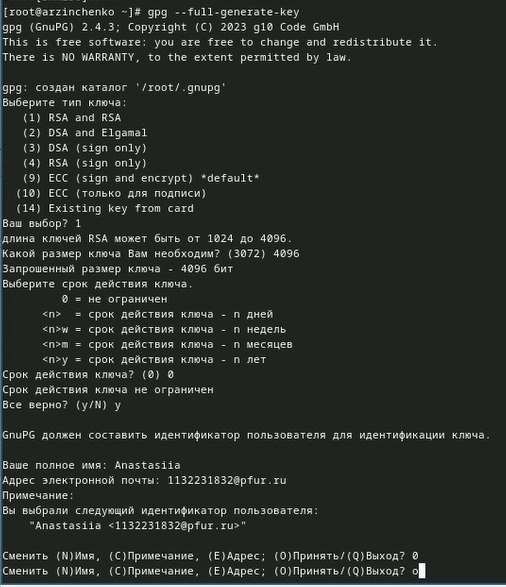 [root@arzinchenko ~]# gpg --full-generate-key
gpg (GnuPG) 2.4.3; Copyright (C) 2023 g10 Code GmbH
This is free software: you are free to change and redistribute it.
There is NO WARRANTY, to the extent permitted by law.
gpg: создан каталог '/root/.gnupg'
Выберите тип ключа:
(1) RSA and RSA
(2) DSA and Elgamal
(3) DSA (sign only)
(4) RSA (sign only)
(9) ECC (sign and encrypt) *default*
(10) ECC (только для подписи)
(14) Existing key from card
Ваш выбор? 1
длина ключей RSA может быть от 1024 до 4096.
Какой размер ключа Вам необходим? (3072) 4096
Запрошенный размер ключа - 4096 бит
Выберите срок действия ключа.
0 = не ограничен
<n> = срок действия ключа - n дней
<n>w = срок действия ключа - n недель
<n>m = срок действия ключа - n месяцев
<n>y = срок действия ключа - n лет
Срок действия ключа? (0) 0
Срок действия ключа не ограничен
Все верно? (y/N) y
GnuPG должен составить идентификатор пользователя для идентификации ключа.
Ваше полное имя: Anastasiia
Адрес электронной почты: 1132231832@pfur.ru
Примечание:
Вы выбрали следующий идентификатор пользователя:
"Anastasiia <1132231832@pfur.ru>"
Сменить (N)Имя, (C)Примечание, (E)Адрес; (O)Принять/(Q)Выход? 0
Сменить (N)Имя, (C)Примечание, (E)Адрес; (O)Принять/(Q)Выход? o